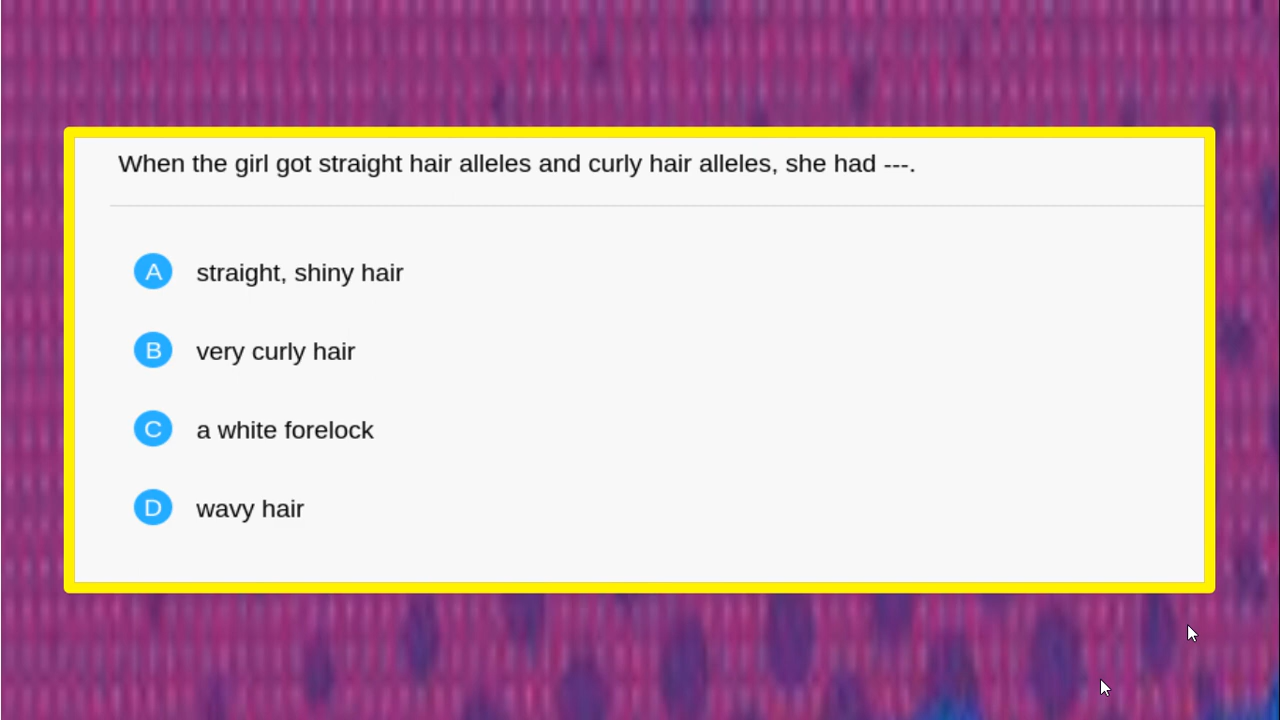 When the girl got straight hair alleles and curly hair alleles, she had ---.
A straight, shiny hair
B very curly hair
C a white forelock
D wavy hair